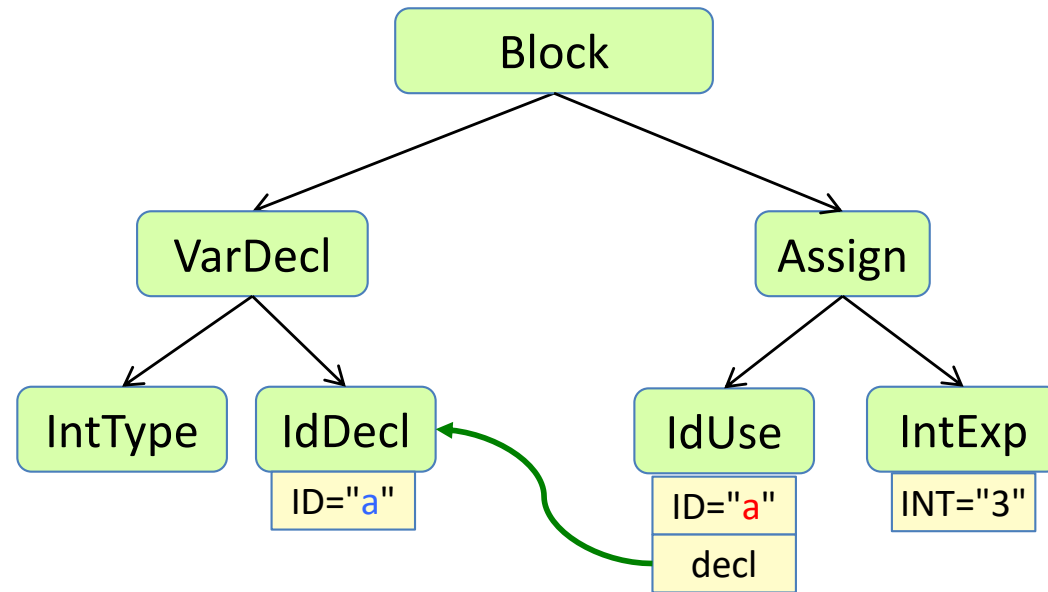 Block
VarDecl
Assign
IntType
IdDecl
IdUse
IntExp
ID="a"
ID="a"
INT="3"
decl